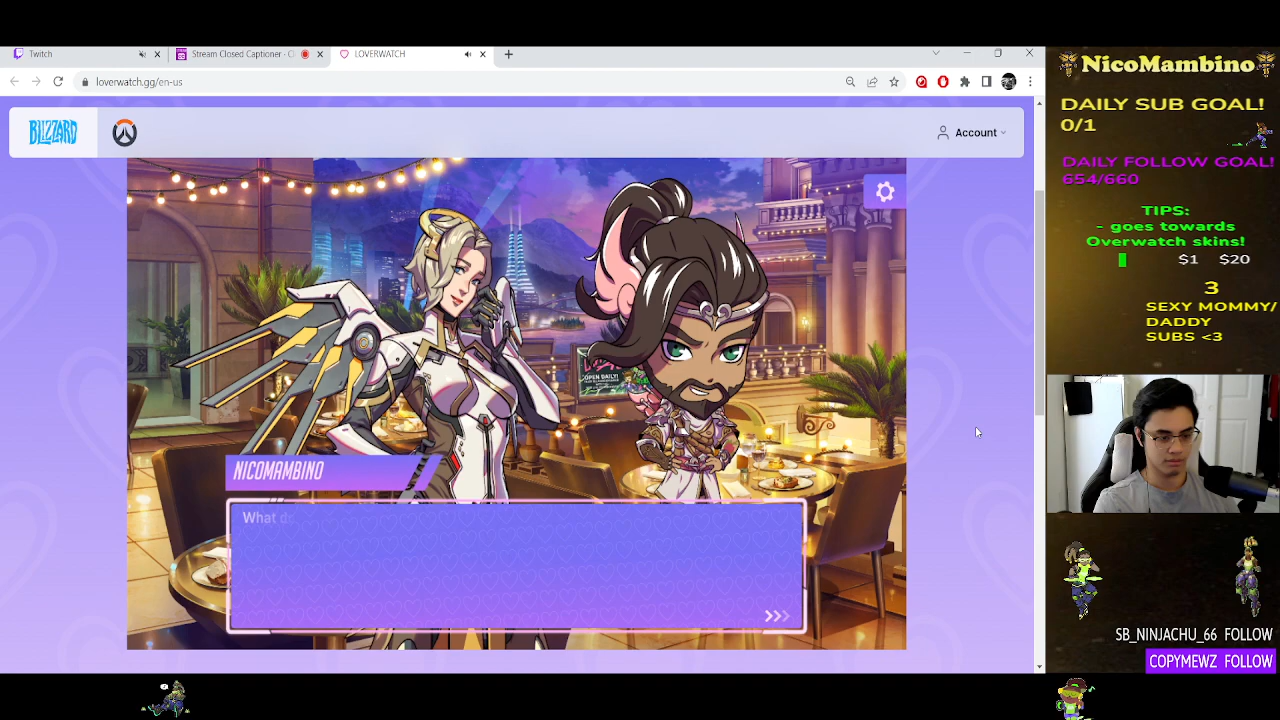 Twitch
Stream Closed Captioner - C
LOVERWATCH
loverwatch.gg/en-us
BLIZZARD
Account
OPEN DAILY!
NICOMAMBINO
What d
NicoMambino
DAILY SUB GOAL!
0/1
DAILY FOLLOW GOAL!
654/660
TIPS:
- goes towards
Overwatch skins!
$1 $20
3
SEXY MOMMY/
DADDY
SUBS <3
SB_NINJACHU_66 FOLLOW
COPYMEWZ FOLLOW